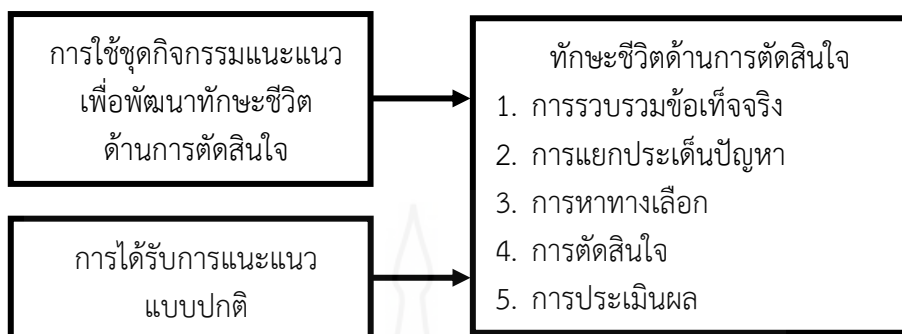 การใช้ชุดกิจกรรมแนะแนว
เพื่อพัฒนาทักษะชีวิต
ด้านการตัดสินใจ
การได้รับการแนะแนว
แบบปกติ
ทักษะชีวิตด้านการตัดสินใจ
1. การรวบรวมข้อเท็จจริง
2. การแยกประเด็นปัญหา
3. การหาทางเลือก
4. การตัดสินใจ
5. การประเมินผล